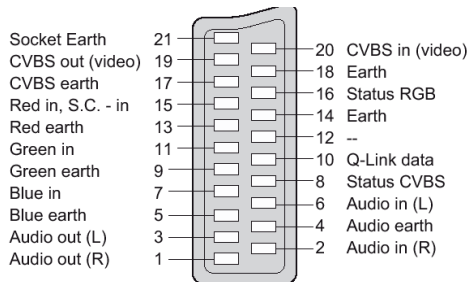 Socket Earth 21
CVBS out (video) 19
CVBS earth 17
Red in, S.C. - in 15
Red earth 13
Green in 11
Green earth 9
Blue in 7
Blue earth 5
Audio out (L) 3
Audio out (R) 1
20 CVBS in (video)
18 Earth
16 Status RGB
14 Earth
12 --
10 Q-Link data
8 Status CVBS
6 Audio in (L)
4 Audio earth
2 Audio in (R)